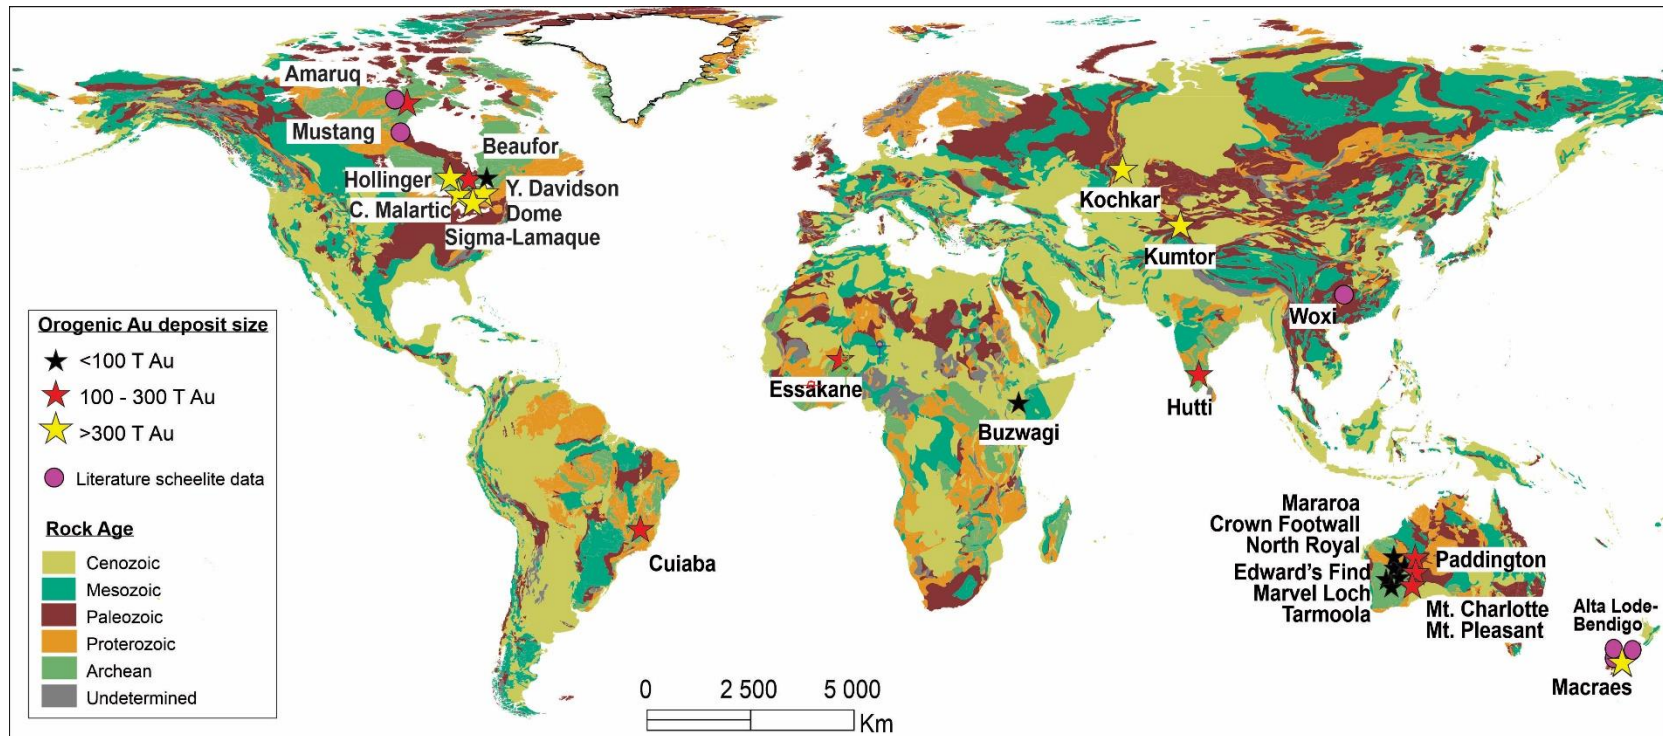 Amaruq
Mustang
Beaufor
Hollinger
Y. Davidson
C. Malartic
Dome
Sigma-Lamaque
Kochkar
Kumtor
Woxi
Orogenic Au deposit size
<100 T Au
100 - 300 T Au
>300 T Au
Literature scheelite data
Rock Age
Cenozoic
Mesozoic
Paleozoic
Proterozoic
Archean
Undetermined
Essakane
Buzwagi
Hutti
Cuiaba
Mararoa
Crown Footwall
North Royal
Edward's Find
Marvel Loch
Tarmoola
Paddington
Mt. Charlotte
Mt. Pleasant
Alta Lode-
Bendigo
Macraes
0 2 500 5 000
Km